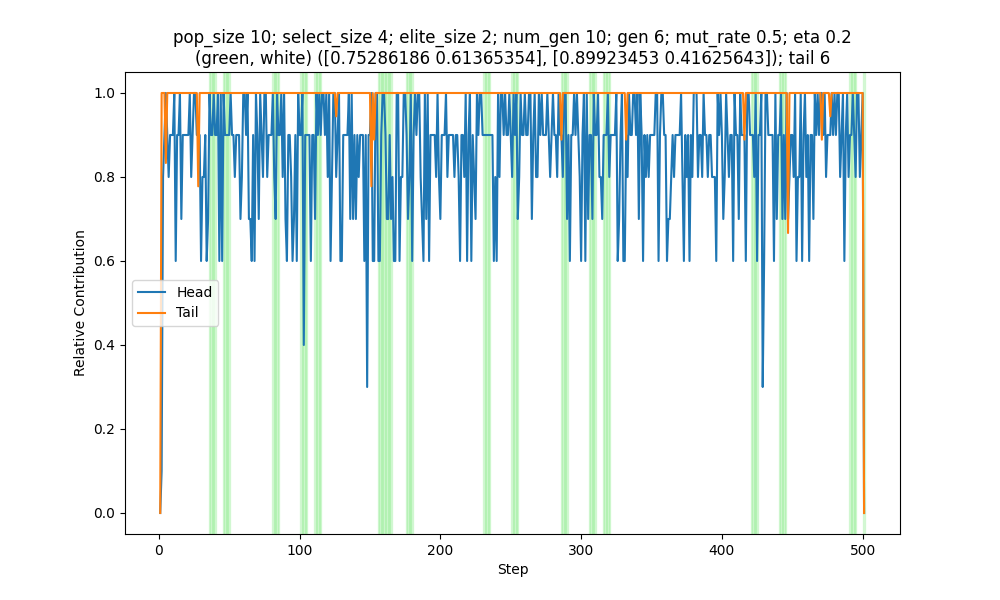 pop_size 10; select_size 4; elite_size 2; num_gen 10; gen 6; mut_rate 0.5; eta 0.2
(green, white) ([0.75286186 0.61365354], [0.89923453 0.41625643]); tail 6
1.0
0.8
0.6
0.4
0.2
0.0
Relative Contribution
Head
Tail
0
100
200
300
400
500
Step